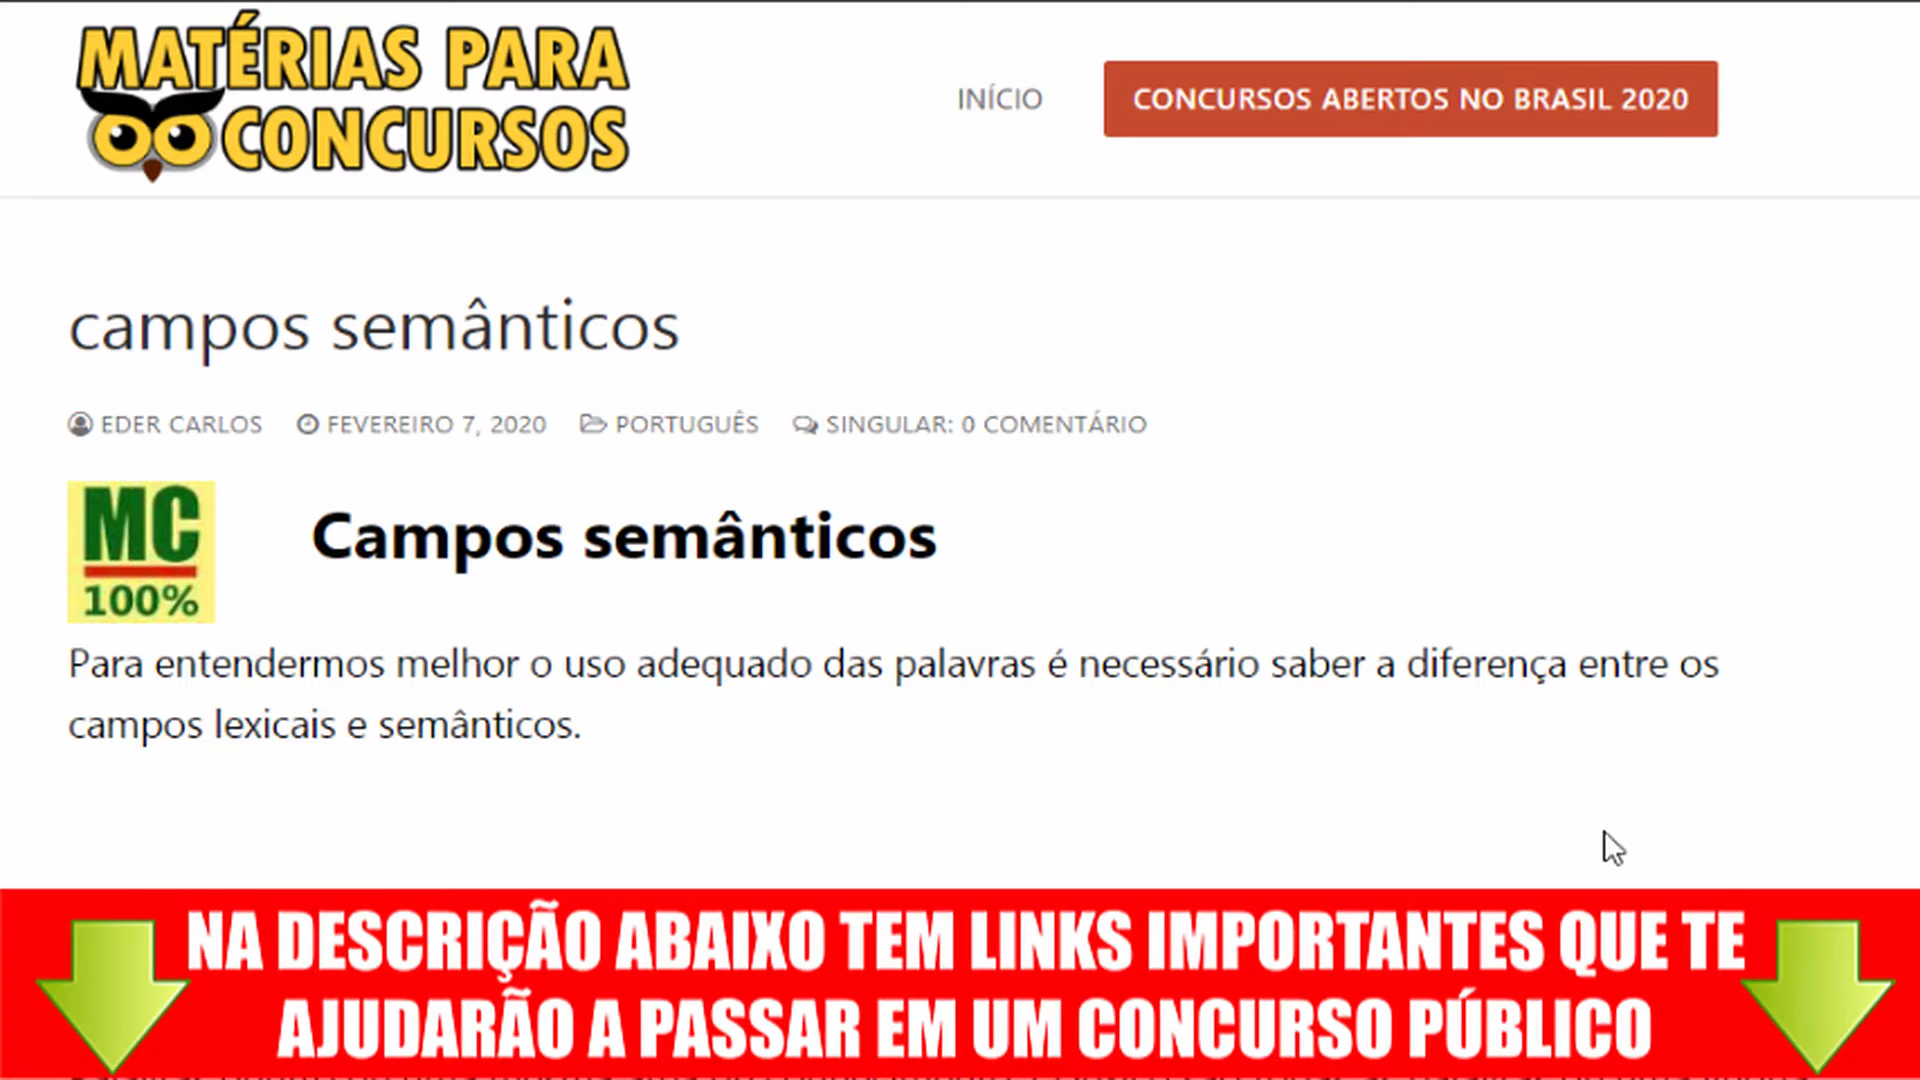 MATÉRIAS PARA
CONCURSOS
INÍCIO
CONCURSOS ABERTOS NO BRASIL 2020
campos semânticos
EDER CARLOS FEVEREIRO 7, 2020 PORTUGUÊS SINGULAR: 0 COMENTÁRIO
MC
100%
Campos semânticos
Para entendermos melhor o uso adequado das palavras é necessário saber a diferença entre os
campos lexicais e semânticos.
NA DESCRIÇÃO ABAIXO TEM LINKS IMPORTANTES QUE TE
AJUDARÃO A PASSAR EM UM CONCURSO PÚBLICO